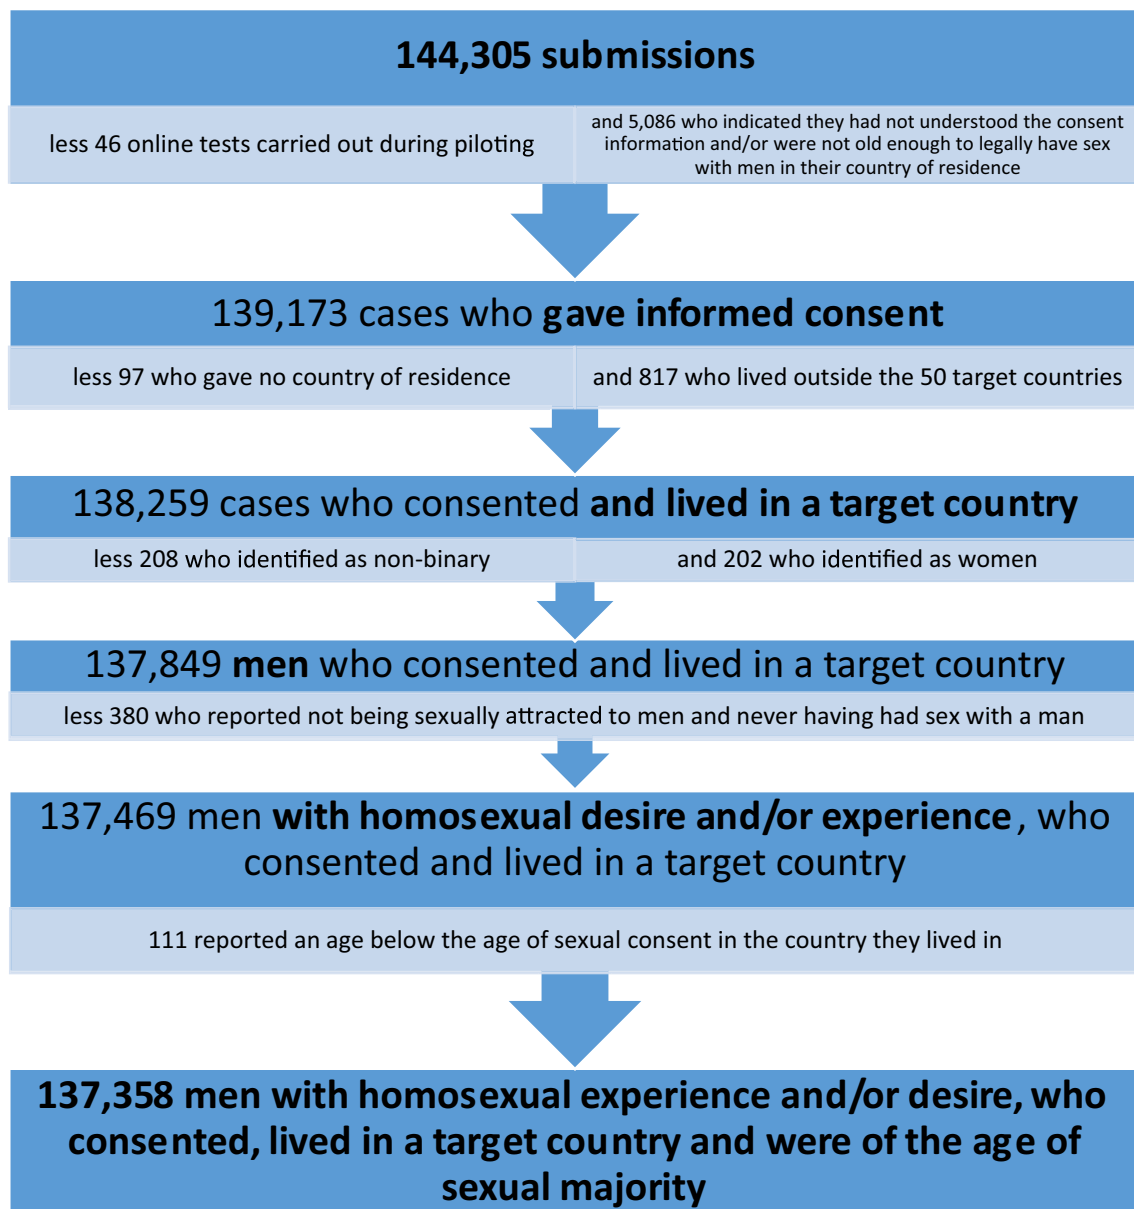 144,305 submissions
less 46 online tests carried out during piloting
and 5,086 who indicated they had not understood the consent
information and/or were not old enough to legally have sex
with men in their country of residence
139,173 cases who gave informed consent
less 97 who gave no country of residence
and 817 who lived outside the 50 target countries
138,259 cases who consented and lived in a target country
less 208 who identified as non-binary
and 202 who identified as women
137,849 men who consented and lived in a target country
less 380 who reported not being sexually attracted to men and never having had sex with a man
137,469 men with homosexual desire and/or experience, who
consented and lived in a target country
111 reported an age below the age of sexual consent in the country they lived in
137,358 men with homosexual experience and/or desire, who
consented, lived in a target country and were of the age of
sexual majority